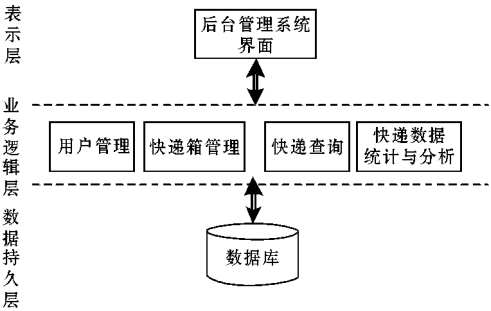 表示层
后台管理系统
界面
业务逻辑层
用户管理
快递箱管理
快递查询
快递数据
统计与分析
数据持久层
数据库